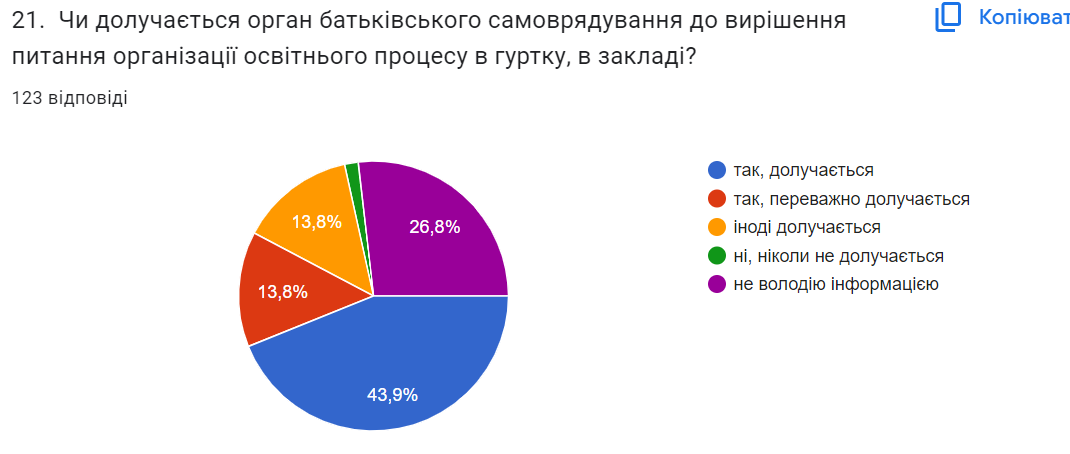 21. Чи долучається орган батьківського самоврядування до вирішення
питання організації освітнього процесу в гуртку, в закладі?
Копіюват
123 відповіді
так, долучається
так, переважно долучається
іноді долучається
ні, ніколи не долучається
не володію інформацією
13,8%
26,8%
13,8%
43,9%